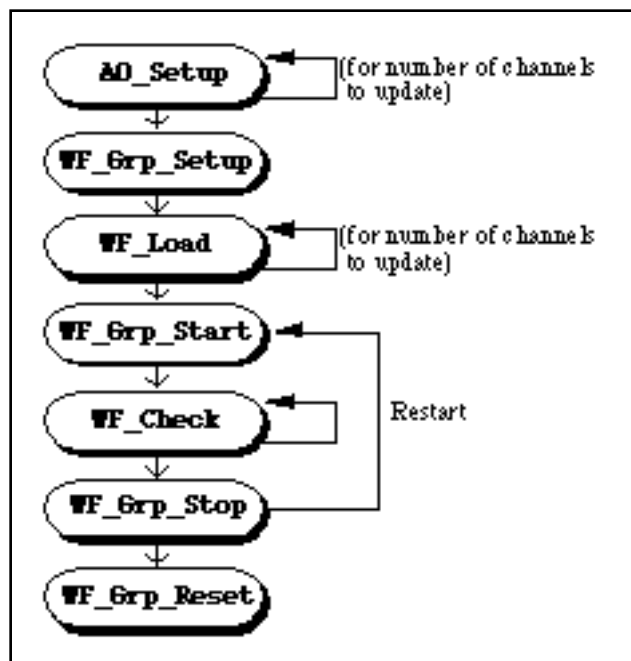 AO_Setup
(for number of channels
to update)
WF_Grp_Setup
WF_Load
(for number of channels
to update)
WF_Grp_Start
WF_Check
Restart
WF_Grp_Stop
WF_Grp_Reset